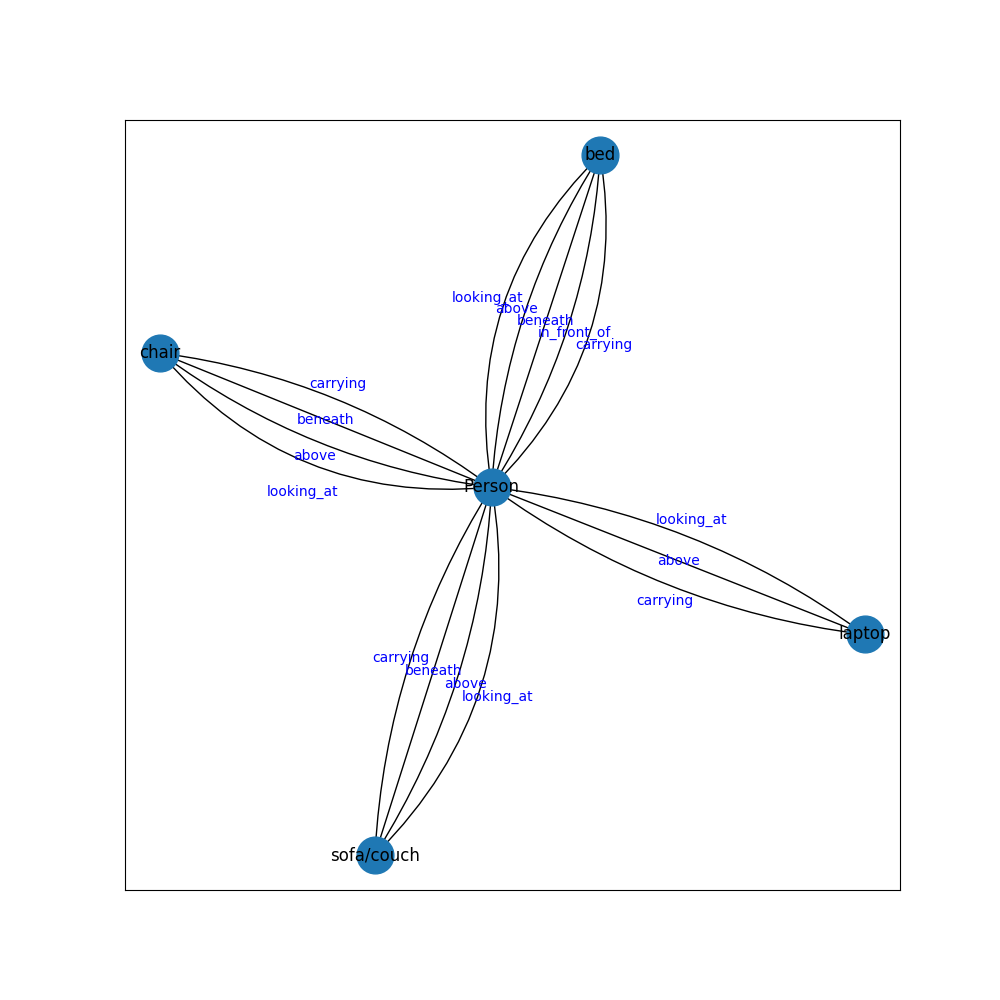 bed
looking_at
above
beneath
in_front_of
carrying
chair
carrying
beneath
above
looking_at
Person
looking_at
above
carrying
laptop
carrying
beneath
above
looking_at
sofa/couch